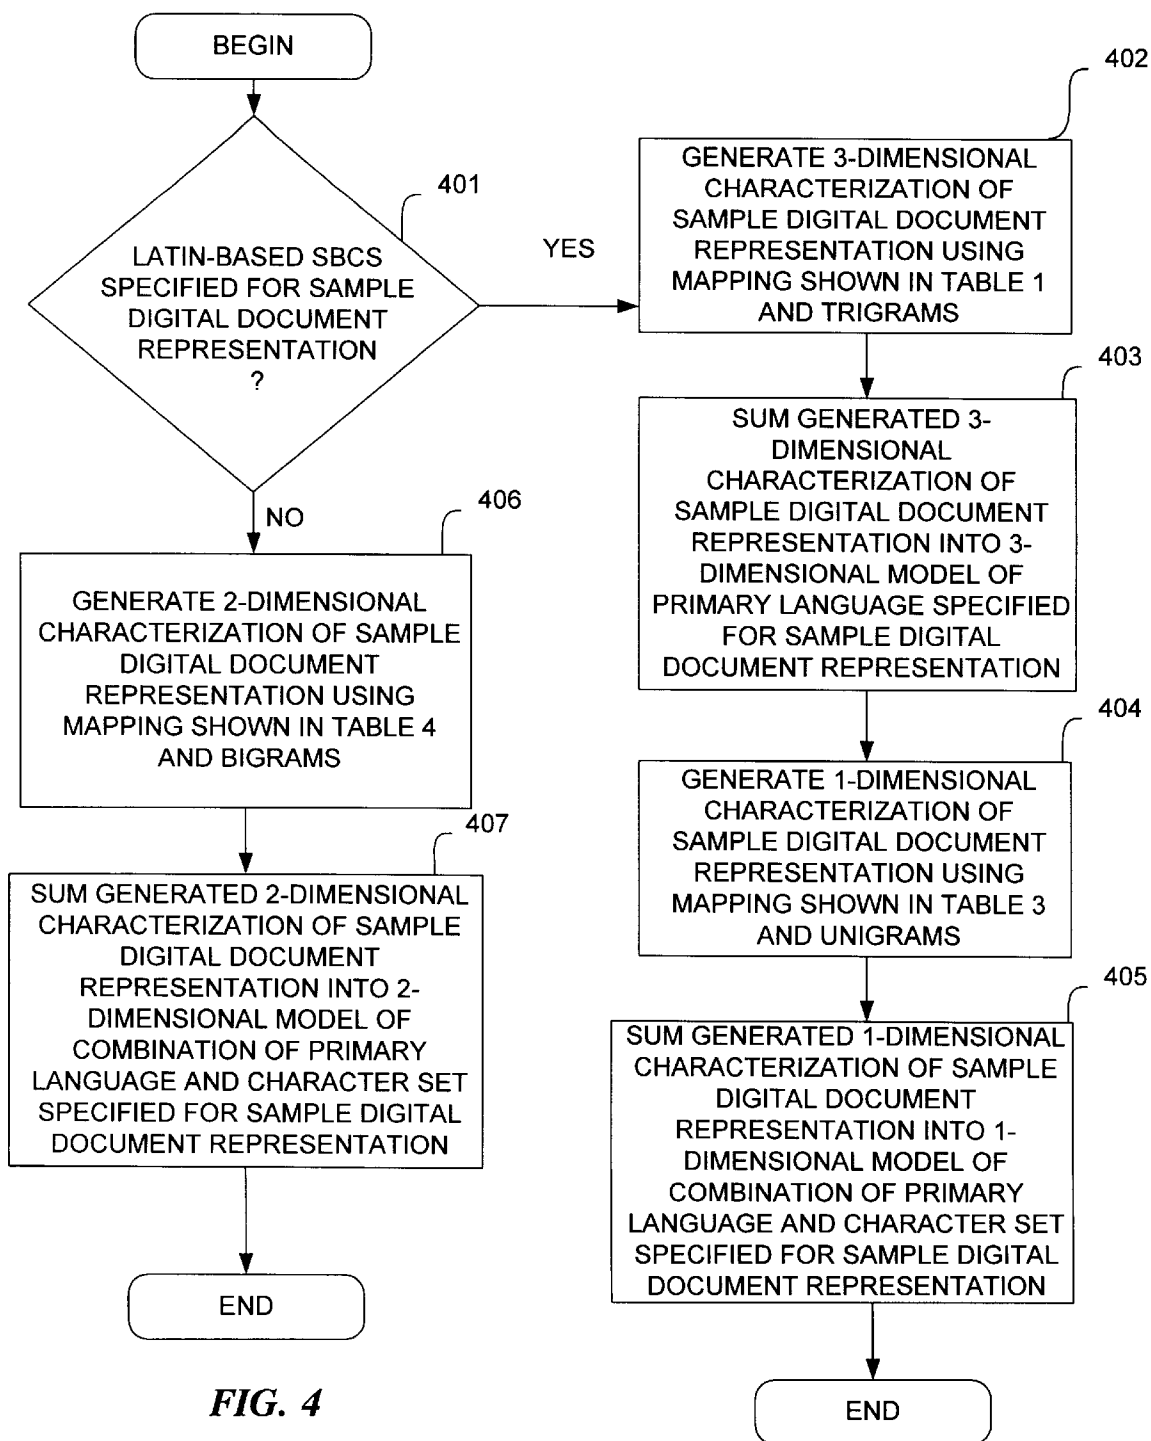 BEGIN
401
LATIN-BASED SBCS
SPECIFIED FOR SAMPLE
DIGITAL DOCUMENT
REPRESENTATION
?
YES
NO
402
GENERATE 3-DIMENSIONAL
CHARACTERIZATION OF
SAMPLE DIGITAL DOCUMENT
REPRESENTATION USING
MAPPING SHOWN IN TABLE 1
AND TRIGRAMS
403
SUM GENERATED 3-
DIMENSIONAL
CHARACTERIZATION OF
SAMPLE DIGITAL DOCUMENT
REPRESENTATION INTO 3-
DIMENSIONAL MODEL OF
PRIMARY LANGUAGE SPECIFIED
FOR SAMPLE DIGITAL
DOCUMENT REPRESENTATION
404
GENERATE 1-DIMENSIONAL
CHARACTERIZATION OF
SAMPLE DIGITAL DOCUMENT
REPRESENTATION USING
MAPPING SHOWN IN TABLE 3
AND UNIGRAMS
405
SUM GENERATED 1-DIMENSIONAL
CHARACTERIZATION OF SAMPLE
DIGITAL DOCUMENT
REPRESENTATION INTO 1-
DIMENSIONAL MODEL OF
COMBINATION OF PRIMARY
LANGUAGE AND CHARACTER SET
SPECIFIED FOR SAMPLE DIGITAL
DOCUMENT REPRESENTATION
END
406
GENERATE 2-DIMENSIONAL
CHARACTERIZATION OF SAMPLE
DIGITAL DOCUMENT
REPRESENTATION USING
MAPPING SHOWN IN TABLE 4
AND BIGRAMS
407
SUM GENERATED 2-DIMENSIONAL
CHARACTERIZATION OF SAMPLE
DIGITAL DOCUMENT
REPRESENTATION INTO 2-
DIMENSIONAL MODEL OF
COMBINATION OF PRIMARY
LANGUAGE AND CHARACTER SET
SPECIFIED FOR SAMPLE DIGITAL
DOCUMENT REPRESENTATION
END
FIG. 4